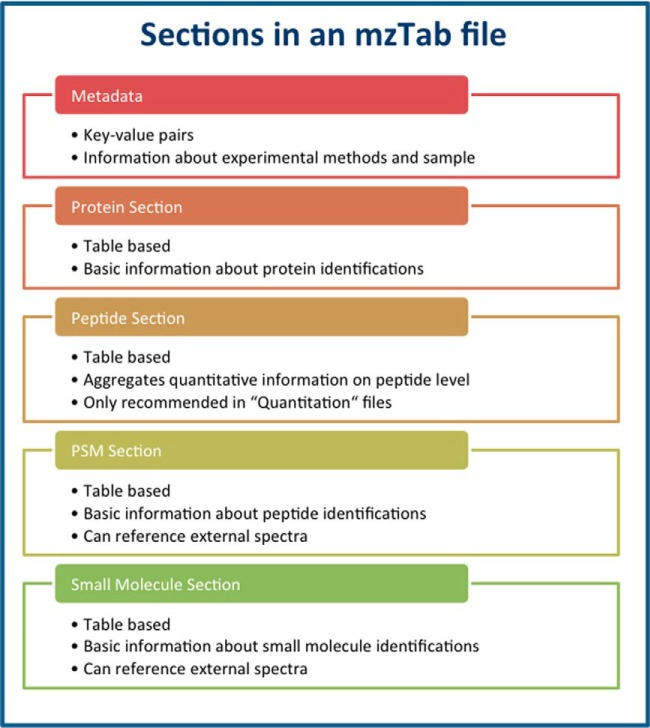 Sections in an mzTab file
Metadata
• Key-value pairs
• Information about experimental methods and sample
Protein Section
• Table based
• Basic information about protein identifications
Peptide Section
• Table based
• Aggregates quantitative information on peptide level
• Only recommended in “Quantitation“ files
PSM Section
• Table based
• Basic information about peptide identifications
• Can reference external spectra
Small Molecule Section
• Table based
• Basic information about small molecule identifications
• Can reference external spectra